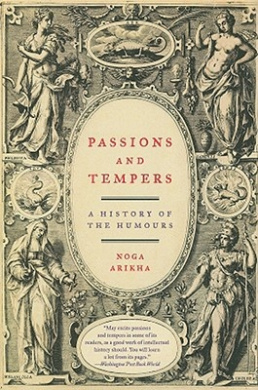 PASSIONS
AND
TEMPERS
A HISTORY OF
THE HUMOURS
NOGA
ARIKHA
"May excite passions
and tempers in some of its
readers, as a good work of intellectual
history should. You will learn
a lot from its pages."
—Washington Post Book World